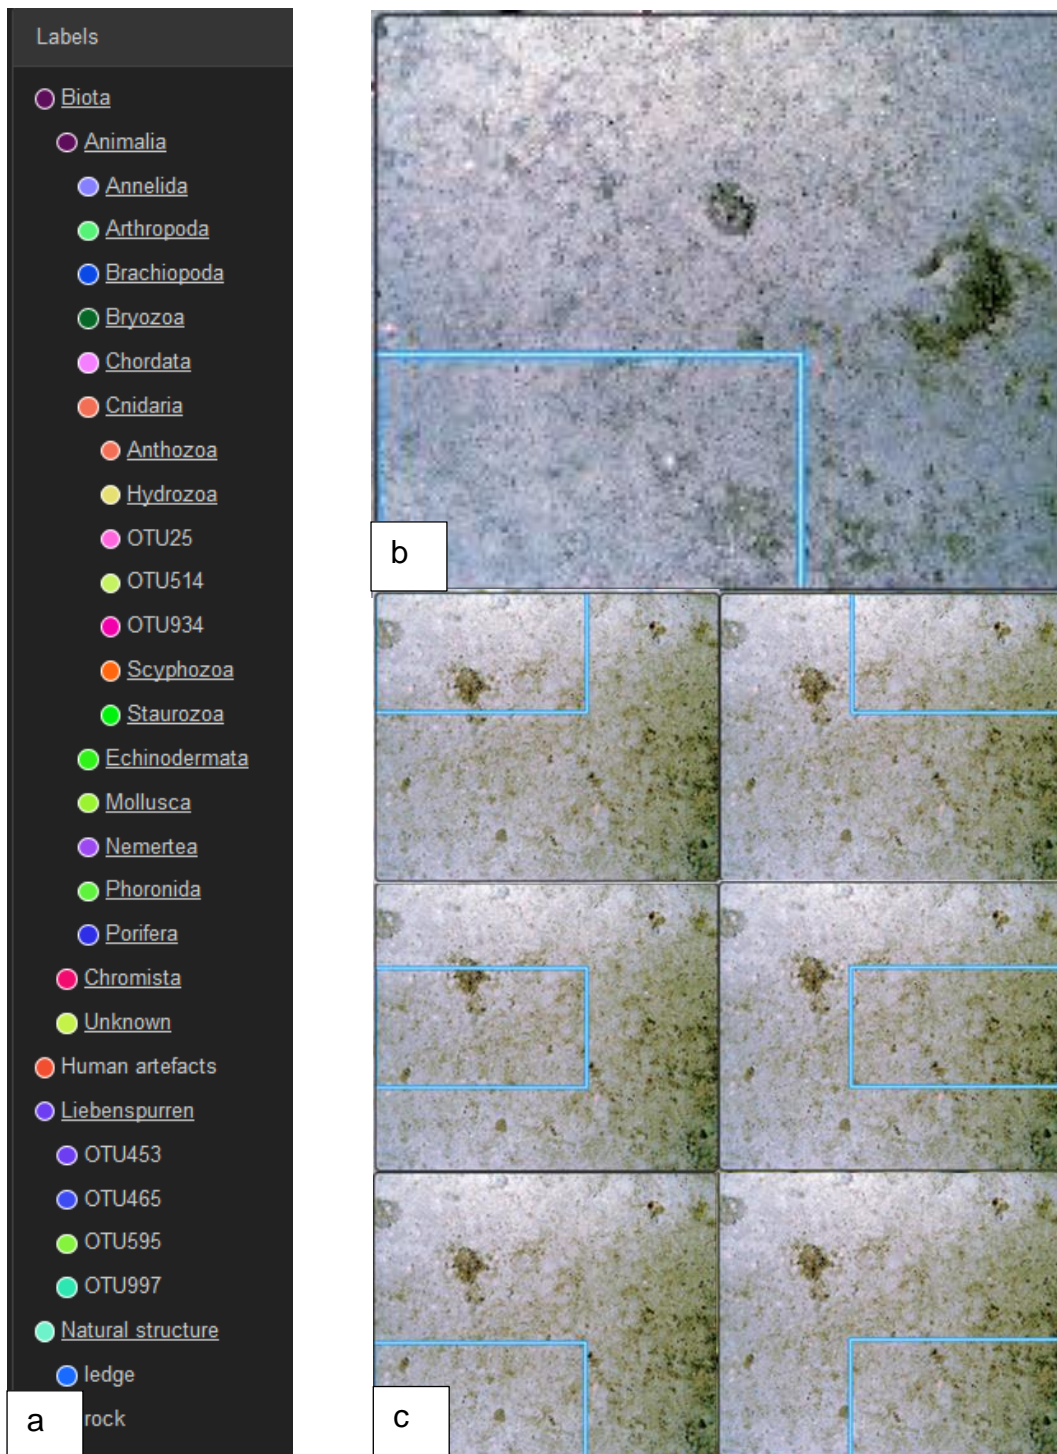 Labels
Biota
Animalia
Annelida
Arthropoda
Brachiopoda
Bryozoa
Chordata
Cnidaria
Anthozoa
Hydrozoa
OTU25
OTU514
OTU934
Scyphozoa
Staurozoa
Echinodermata
Mollusca
Nemertea
Phoronida
Porifera
Chromista
Unknown
Human artefacts
Liebenspurren
OTU453
OTU465
OTU595
OTU997
Natural structure
ledge
rock
a
b
c